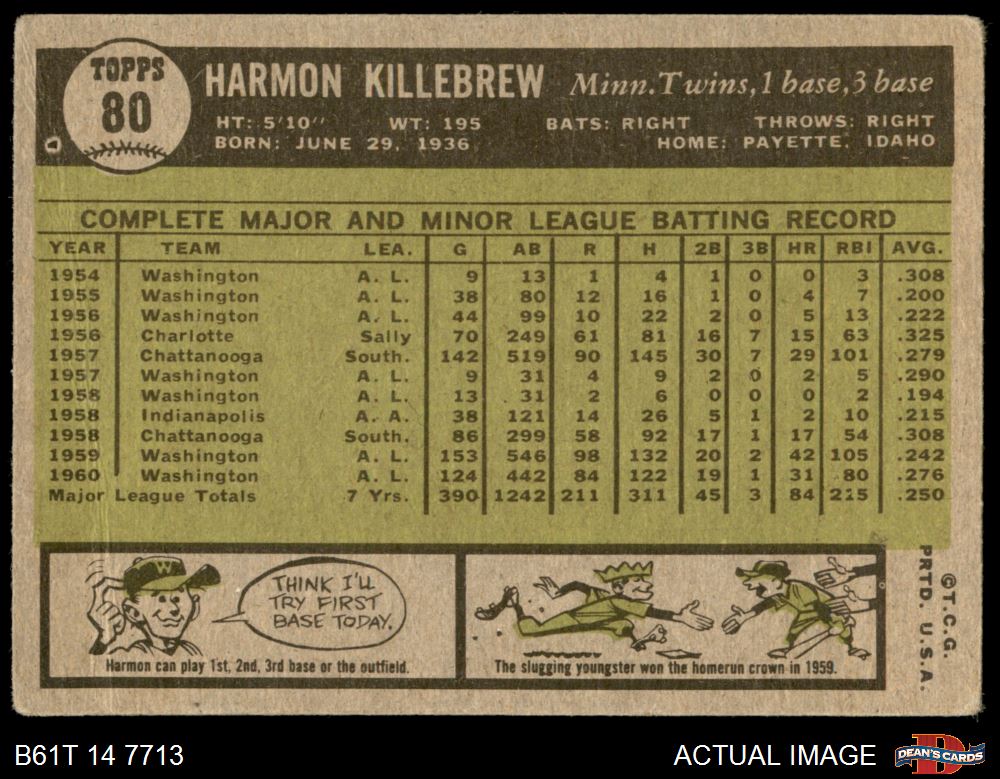 TOPPS
80
HARMON KILLEBREW Minn. Twins, 1 base, 3 base
HT: 5'10" WT: 195 BATS: RIGHT THROWS: RIGHT
BORN: JUNE 29, 1936 HOME: PAYETTE, IDAHO
COMPLETE MAJOR AND MINOR LEAGUE BATTING RECORD
YEAR TEAM LEA. G AB R H 2B 3B HR RBI AVG.
1954 Washington A. L. 9 13 1 4 1 0 0 3 .308
1955 Washington A. L. 38 80 12 16 1 0 4 7 .200
1956 Washington A. L. 44 99 10 22 2 0 5 13 .222
1956 Charlotte Sally 70 249 61 81 16 7 15 63 .325
1957 Chattanooga South. 142 519 90 145 30 7 29 101 .279
1957 Washington A. L. 9 31 4 9 2 0 2 5 .290
1958 Washington A. L. 13 31 2 6 0 0 0 2 .194
1958 Indianapolis A. A. 38 121 14 26 5 1 2 10 .215
1958 Chattanooga South. 86 299 58 92 17 1 17 54 .308
1959 Washington A. L. 153 546 98 132 20 2 42 105 .242
1960 Washington A. L. 124 442 84 122 19 1 31 80 .276
Major League Totals 7 Yrs. 390 1242 211 311 45 3 84 215 .250
W
THINK I'LL
TRY FIRST
BASE TODAY.
Harmon can play 1st, 2nd, 3rd base or the outfield.
The slugging youngster won the homerun crown in 1959.
©T.C.G.
PRTD. U.S.A.
B61T 14 7713
ACTUAL IMAGE
DEAN'S CARDS